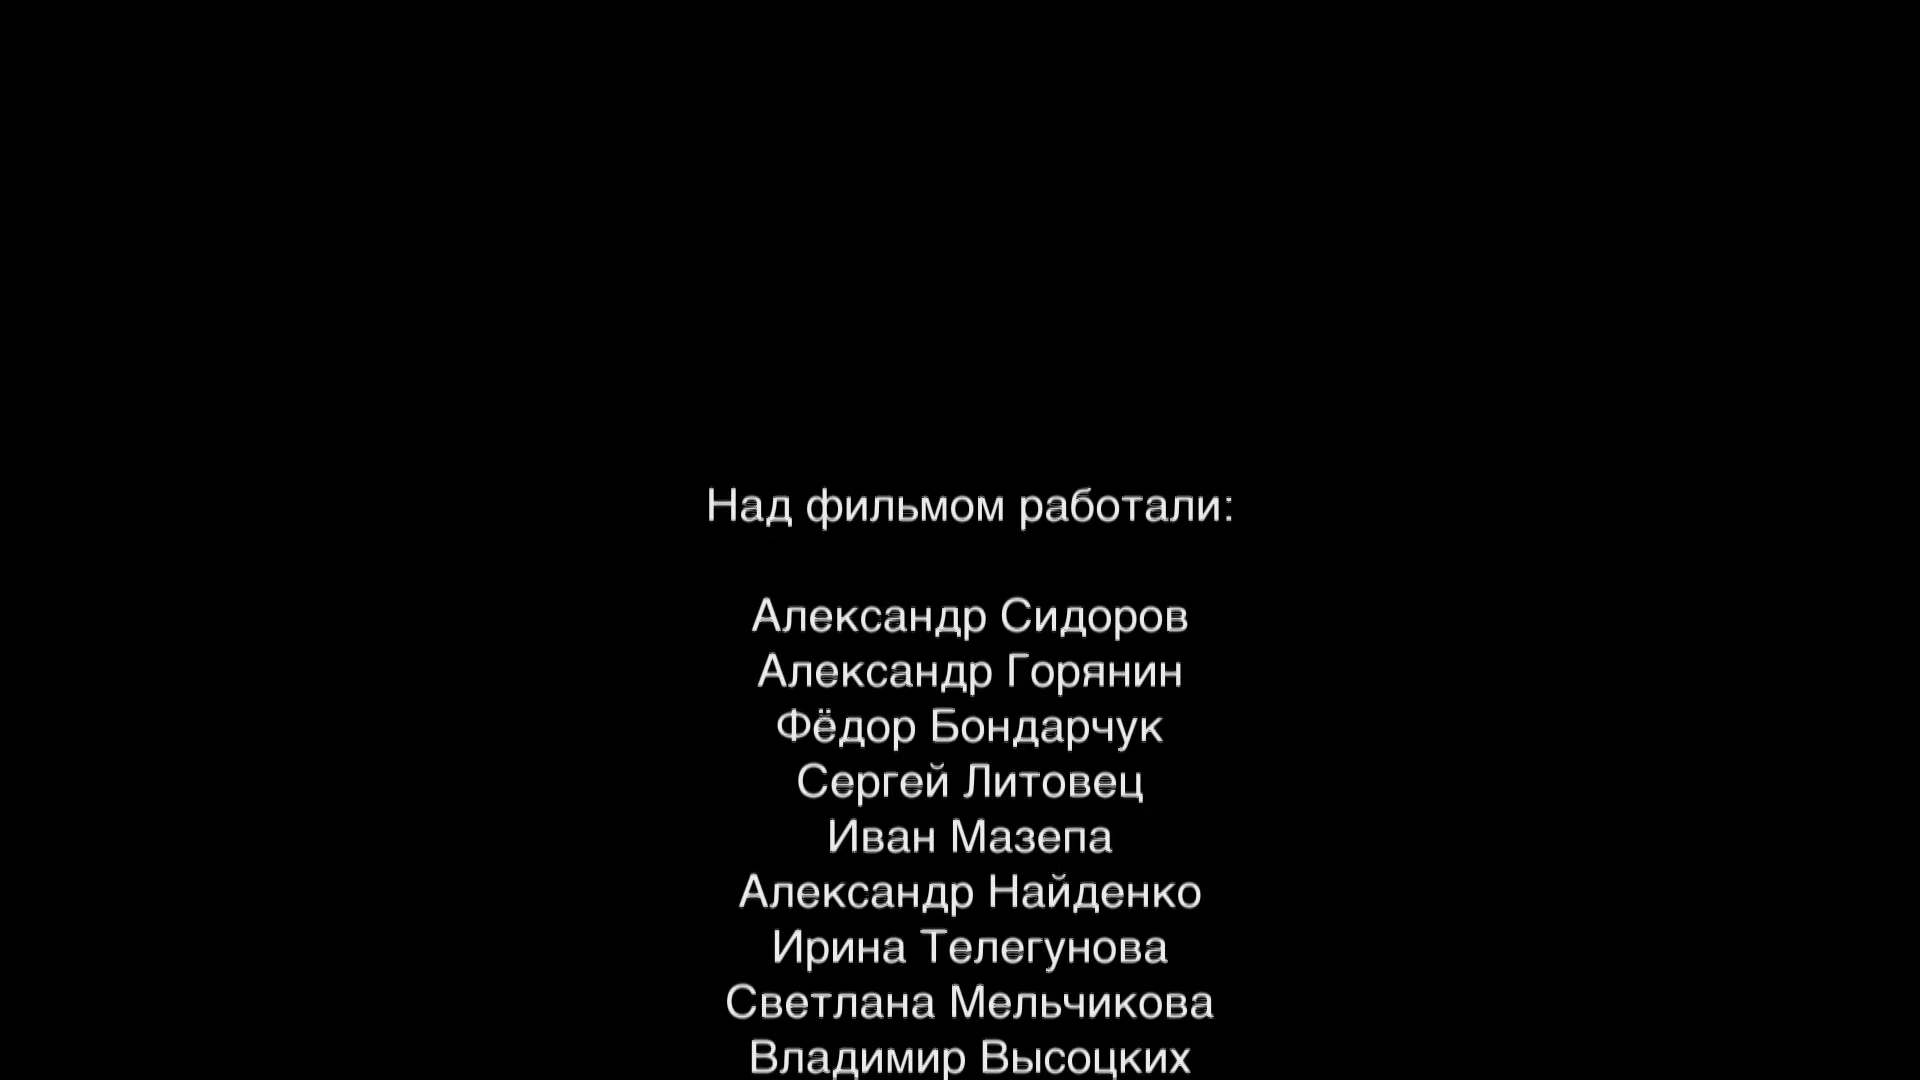 Над фильмом работали:
Александр Сидоров
Александр Горянин
Фёдор Бондарчук
Сергей Литовец
Иван Мазепа
Александр Найденко
Ирина Телегунова
Светлана Мельчикова
Владимир Высоцких